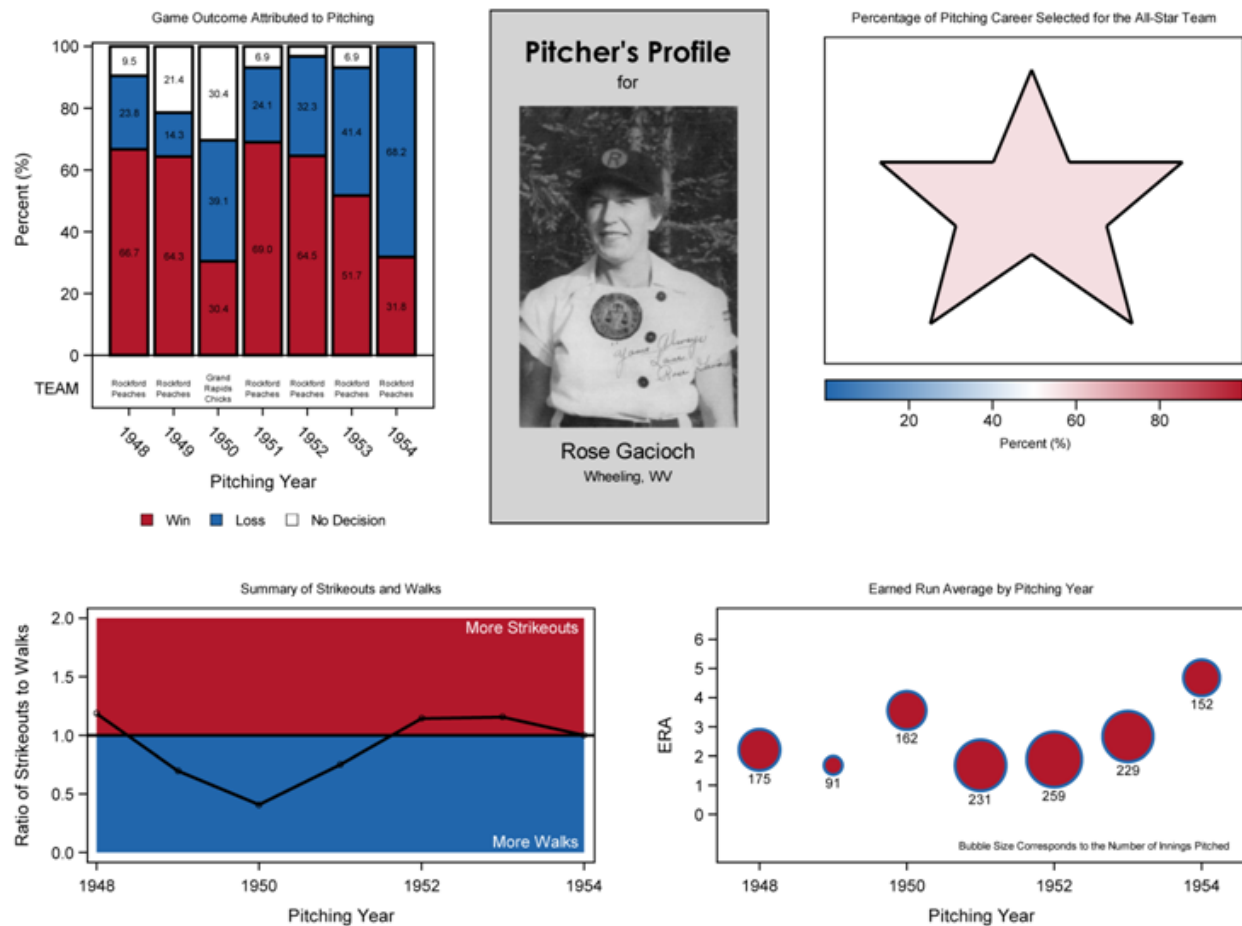 Game Outcome Attributed to Pitching
Percent (%)
100
80
60
40
20
0
9.5
23.8
66.7
21.4
14.3
64.3
30.4
39.1
30.4
6.9
24.1
69.0
32.3
64.5
6.9
41.4
51.7
68.2
31.8
TEAM
Rockford
Peaches
Rockford
Peaches
Grand
Rapids
Chicks
Rockford
Peaches
Rockford
Peaches
Rockford
Peaches
Rockford
Peaches
1948
1949
1950
1951
1952
1953
1954
Pitching Year
Win Loss No Decision
Pitcher's Profile
for
R
Yours Always
Love
Rose
Rose Gacioch
Wheeling, WV
Percentage of Pitching Career Selected for the All-Star Team
20 40 60 80
Percent (%)
Summary of Strikeouts and Walks
Ratio of Strikeouts to Walks
2.0
1.5
1.0
0.5
0.0
More Strikeouts
More Walks
1948 1950 1952 1954
Pitching Year
Earned Run Average by Pitching Year
ERA
6
5
4
3
2
1
0
175
91
162
231
259
229
152
Bubble Size Corresponds to the Number of Innings Pitched
1948 1950 1952 1954
Pitching Year